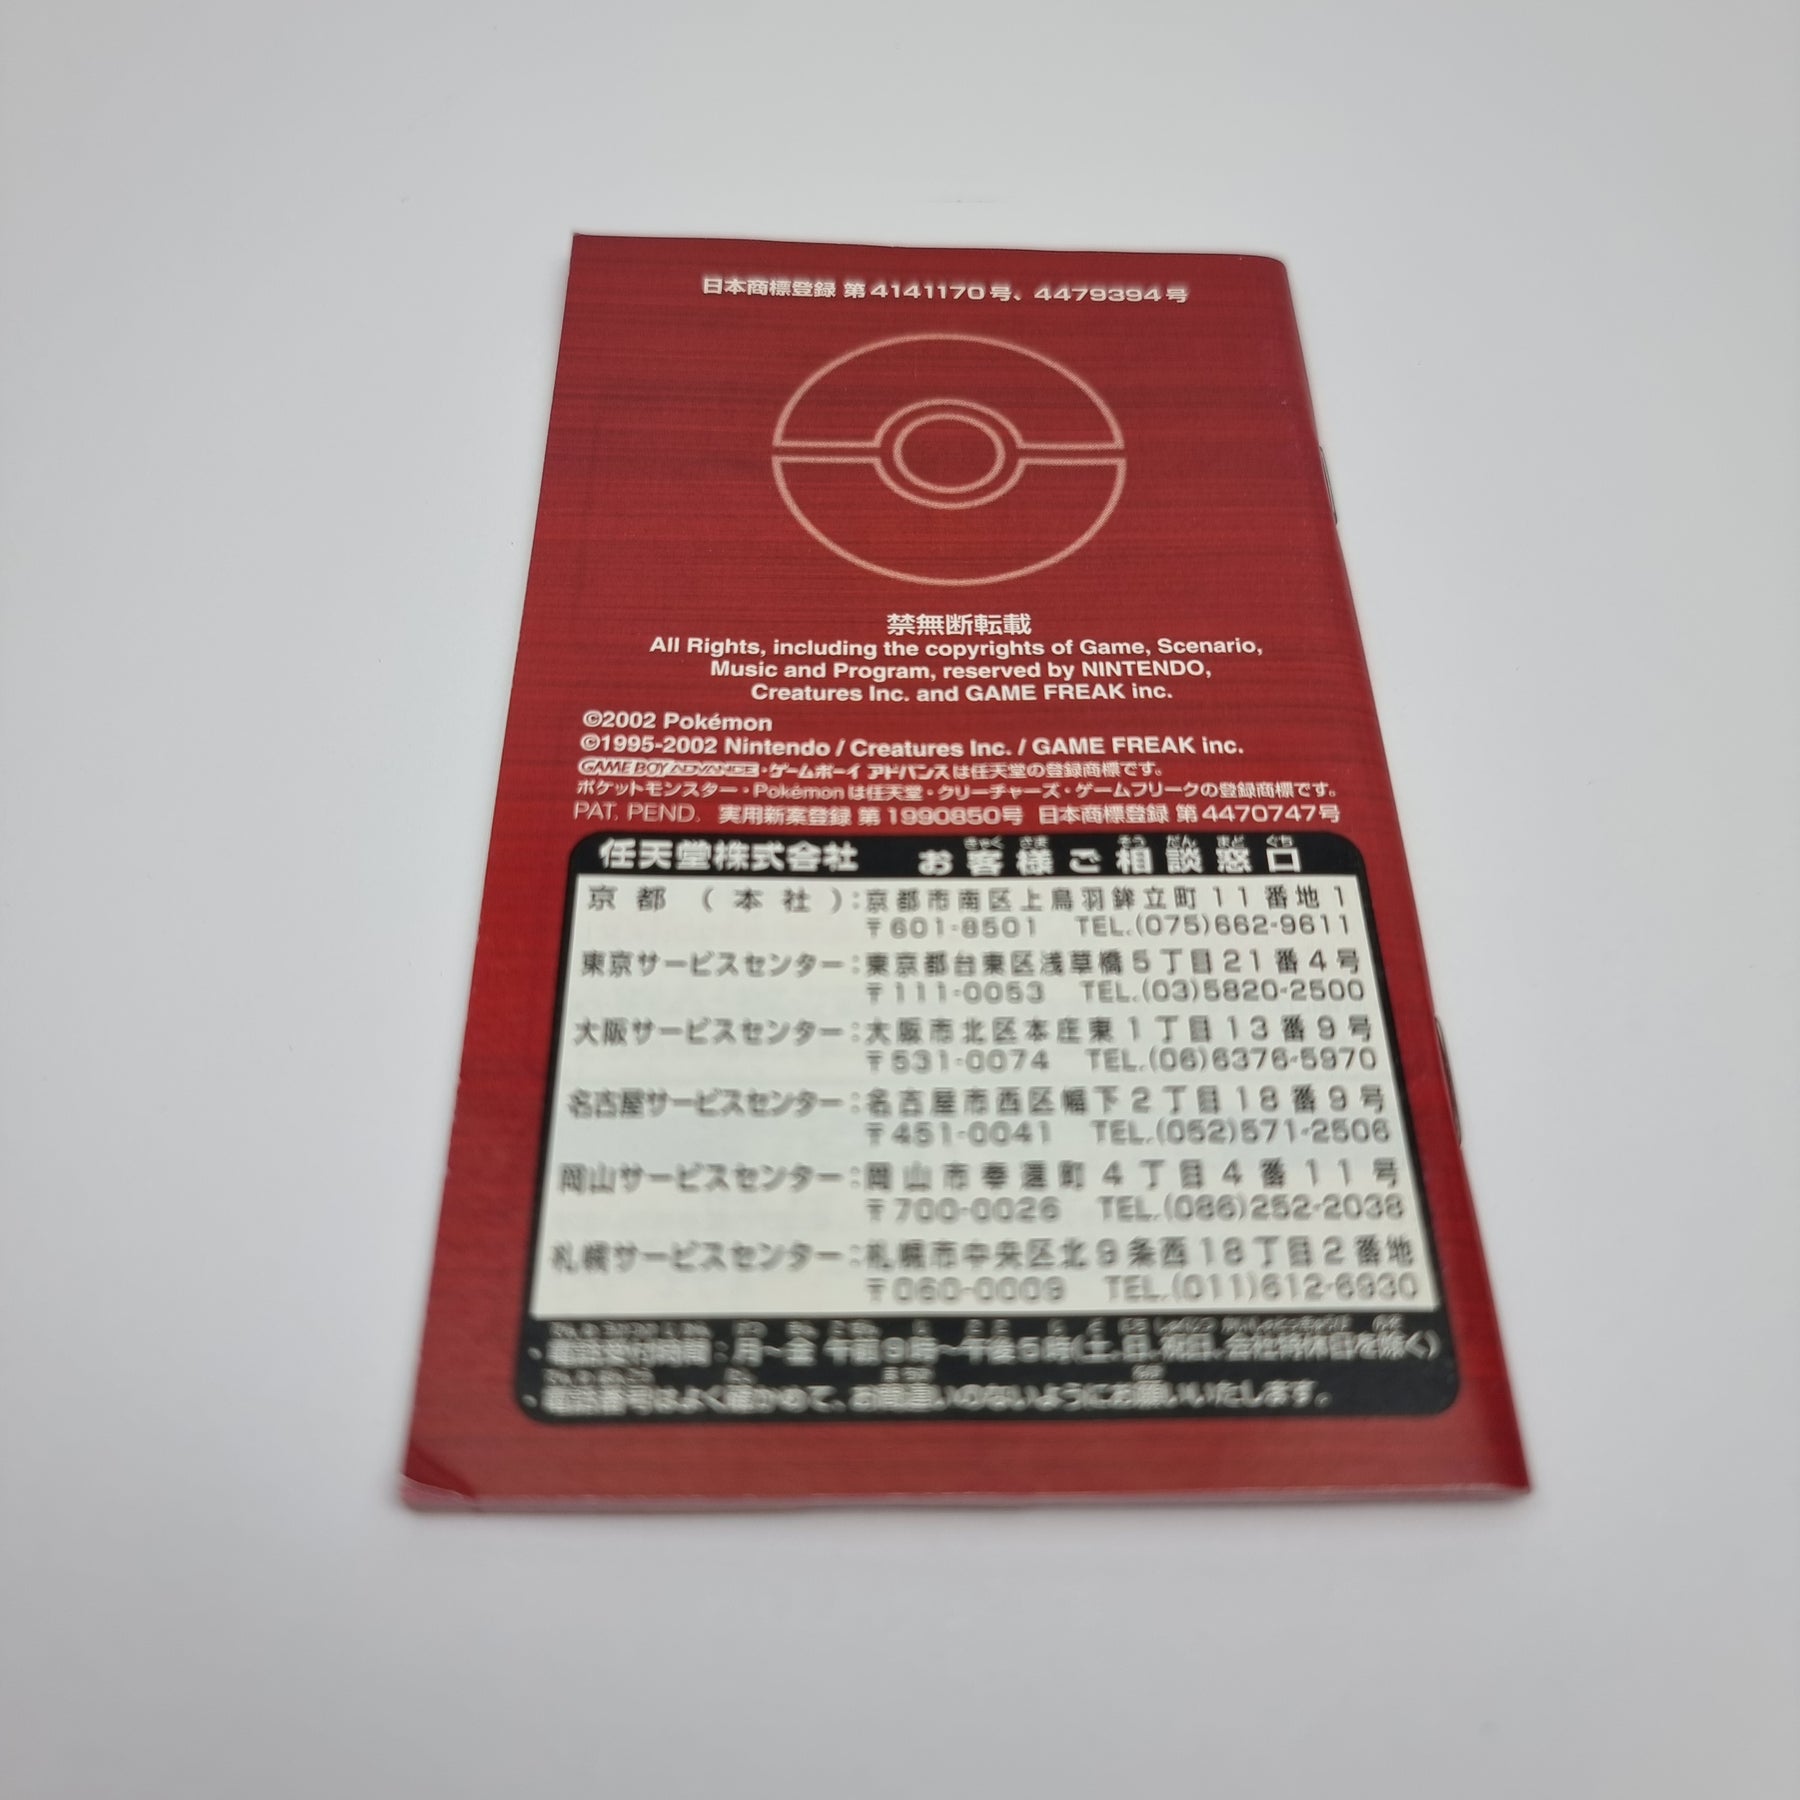 日本商標登録 第4141170号、4479394号
禁無断転載
All Rights, including the copyrights of Game, Scenario,
Music and Program, reserved by NINTENDO,
Creatures Inc. and GAME FREAK inc.
©2002 Pokémon
©1995-2002 Nintendo / Creatures Inc. / GAME FREAK inc.
GAME BOY ADVANCE・ゲームボーイ アドバンスは任天堂の登録商標です。
ポケットモンスター・Pokémonは任天堂・クリーチャーズ・ゲームフリークの登録商標です。
PAT. PEND. 実用新案登録 第1990850号 日本商標登録 第4470747号
きゃく さま そう だん まど ぐち
任天堂株式会社 お客様ご相談窓口
京都(本社):京都市南区上鳥羽鉾立町11番地1
〒601-8501 TEL.(075)662-9611
東京サービスセンター:東京都台東区浅草橋5丁目21番4号
〒111-0053 TEL.(03)5820-2500
大阪サービスセンター:大阪市北区本庄東1丁目13番9号
〒531-0074 TEL.(06)6376-5970
名古屋サービスセンター:名古屋市西区幅下2丁目18番9号
〒451-0041 TEL.(052)571-2506
岡山サービスセンター:岡山市奉還町4丁目4番11号
〒700-0026 TEL.(086)252-2038
札幌サービスセンター:札幌市中央区北9条西18丁目2番地
〒060-0009 TEL.(011)612-6930
・電話受付時間:月~金 午前9時~午後5時(土、日、祝日、会社特休日を除く)
・電話番号はよく確かめて、お間違いのないようにお願いいたします。